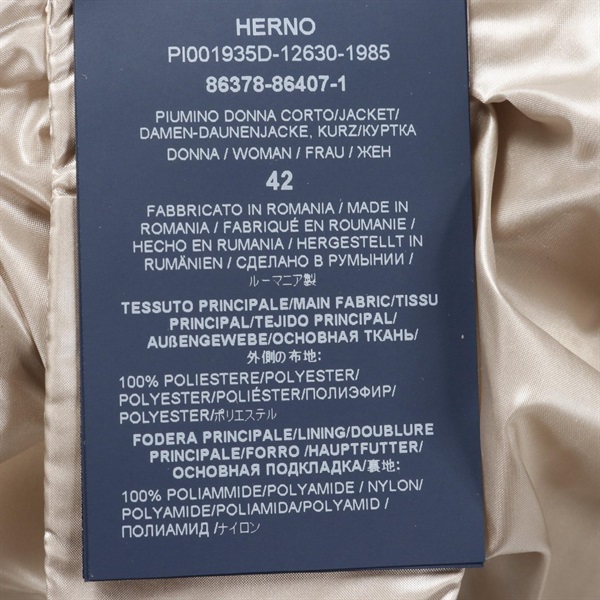 HERNO
PI001935D-12630-1985
86378-86407-1
PIUMINO DONNA CORTO/JACKET/
DAMEN-DAUNENJACKE, KURZ/КУРТКА
DONNA / WOMAN / FRAU / ЖЕН
42
FABBRICATO IN ROMANIA / MADE IN
ROMANIA / FABRIQUÉ EN ROUMANIE /
HECHO EN RUMANIA / HERGESTELLT IN
RUMÄNIEN / СДЕЛАНО В РУМЫНИИ /
ルーマニア製
TESSUTO PRINCIPALE/MAIN FABRIC/TISSU
PRINCIPAL/TEJIDO PRINCIPAL/
AUßENGEWEBE/ОСНОВНАЯ ТКАНЬ/
外側の布地:
100% POLIESTERE/POLYESTER/
POLYESTER/POLIÉSTER/ПОЛИЭФИР/
POLYESTER/ポリエステル
FODERA PRINCIPALE/LINING/DOUBLURE
PRINCIPALE/FORRO /HAUPTFUTTER/
ОСНОВНАЯ ПОДКЛАДКА/裏地:
100% POLIAMMIDE/POLYAMIDE / NYLON/
POLYAMIDE/POLIAMIDA/POLYAMID /
ПОЛИАМИД /ナイロン